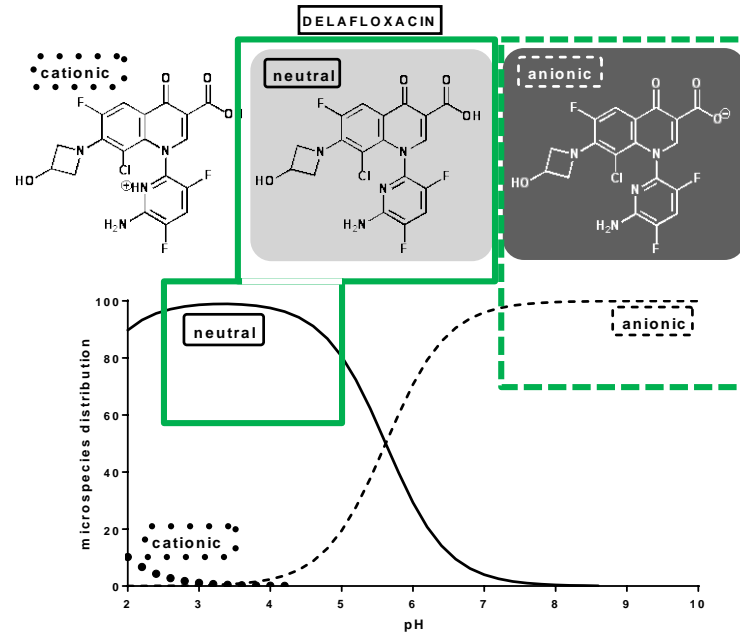 DELAFLOXACIN
cationic
neutral
anionic
O
O
F
OH
N
N
Cl
HO
⊕HN
F
H₂N
F
O
O
F
OH
N
N
Cl
HO
N
F
H₂N
F
O
O
F
O⊖
N
N
Cl
HO
N
F
H₂N
F
microspecies distribution
100
80
60
40
20
0
neutral
anionic
cationic
2 3 4 5 6 7 8 9 10
pH